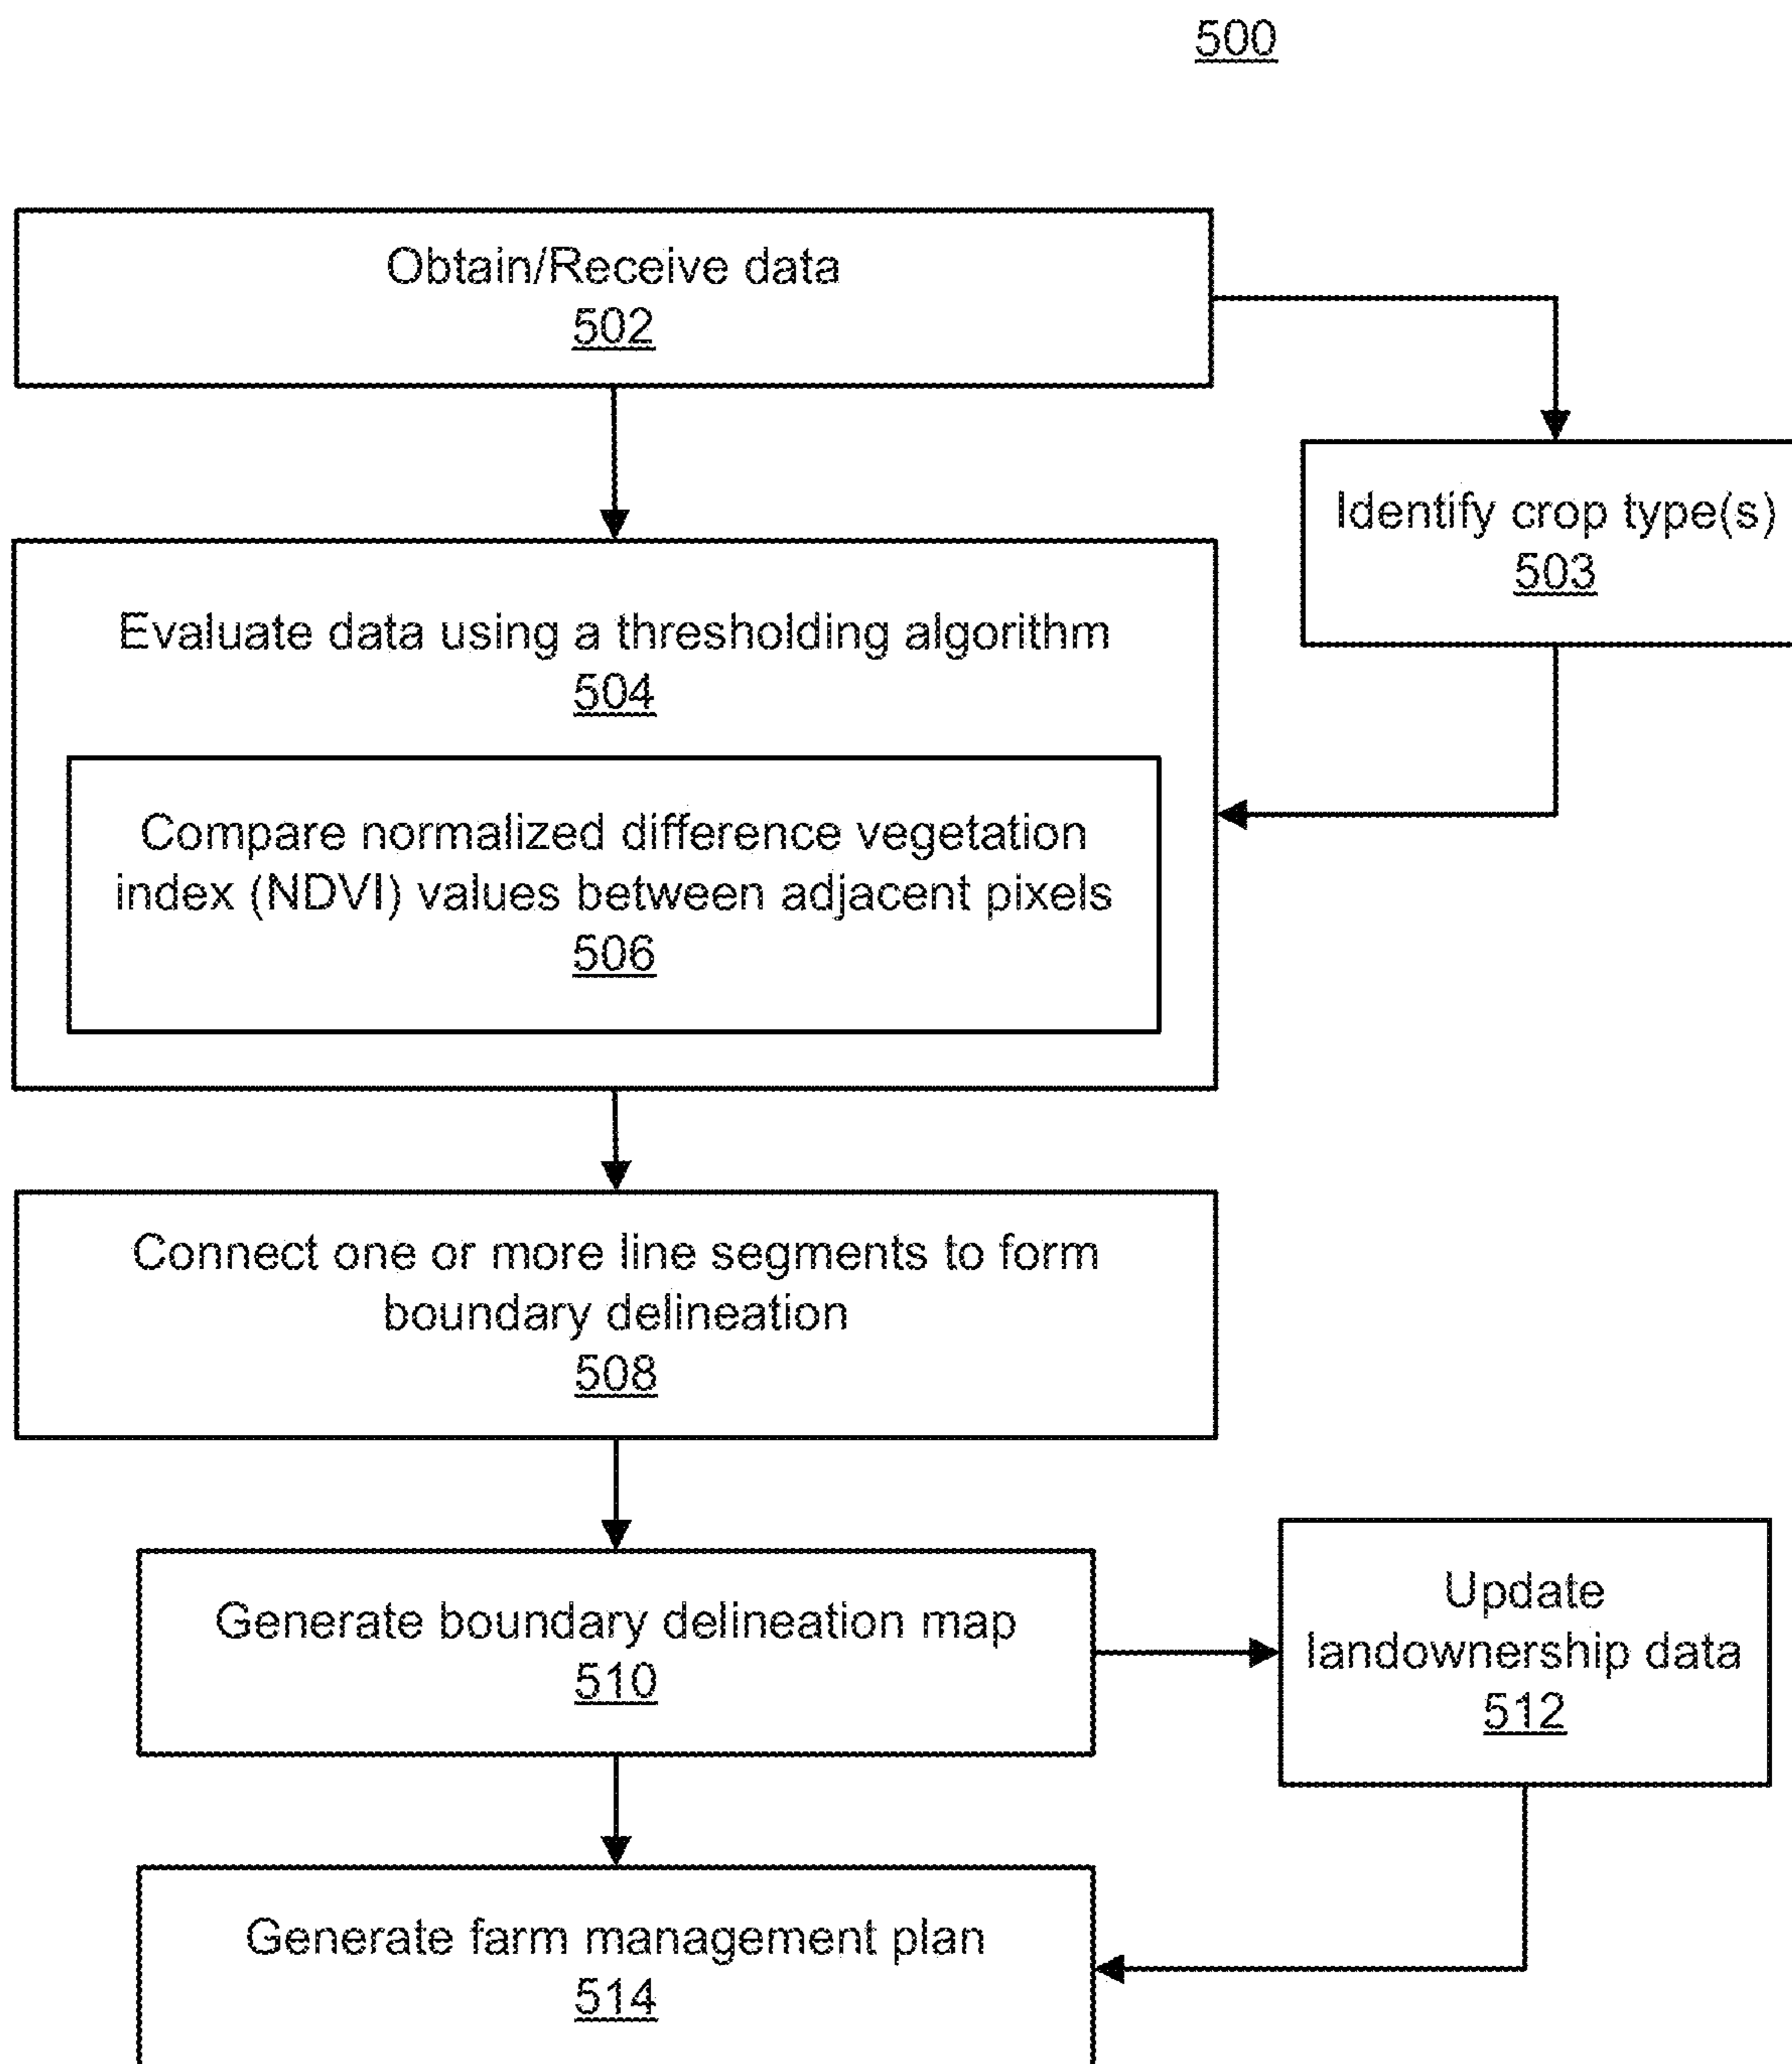 500
Obtain/Receive data
502
Identify crop type(s)
503
Evaluate data using a thresholding algorithm
504
Compare normalized difference vegetation
index (NDVI) values between adjacent pixels
506
Connect one or more line segments to form
boundary delineation
508
Generate boundary delineation map
510
Update
landownership data
512
Generate farm management plan
514